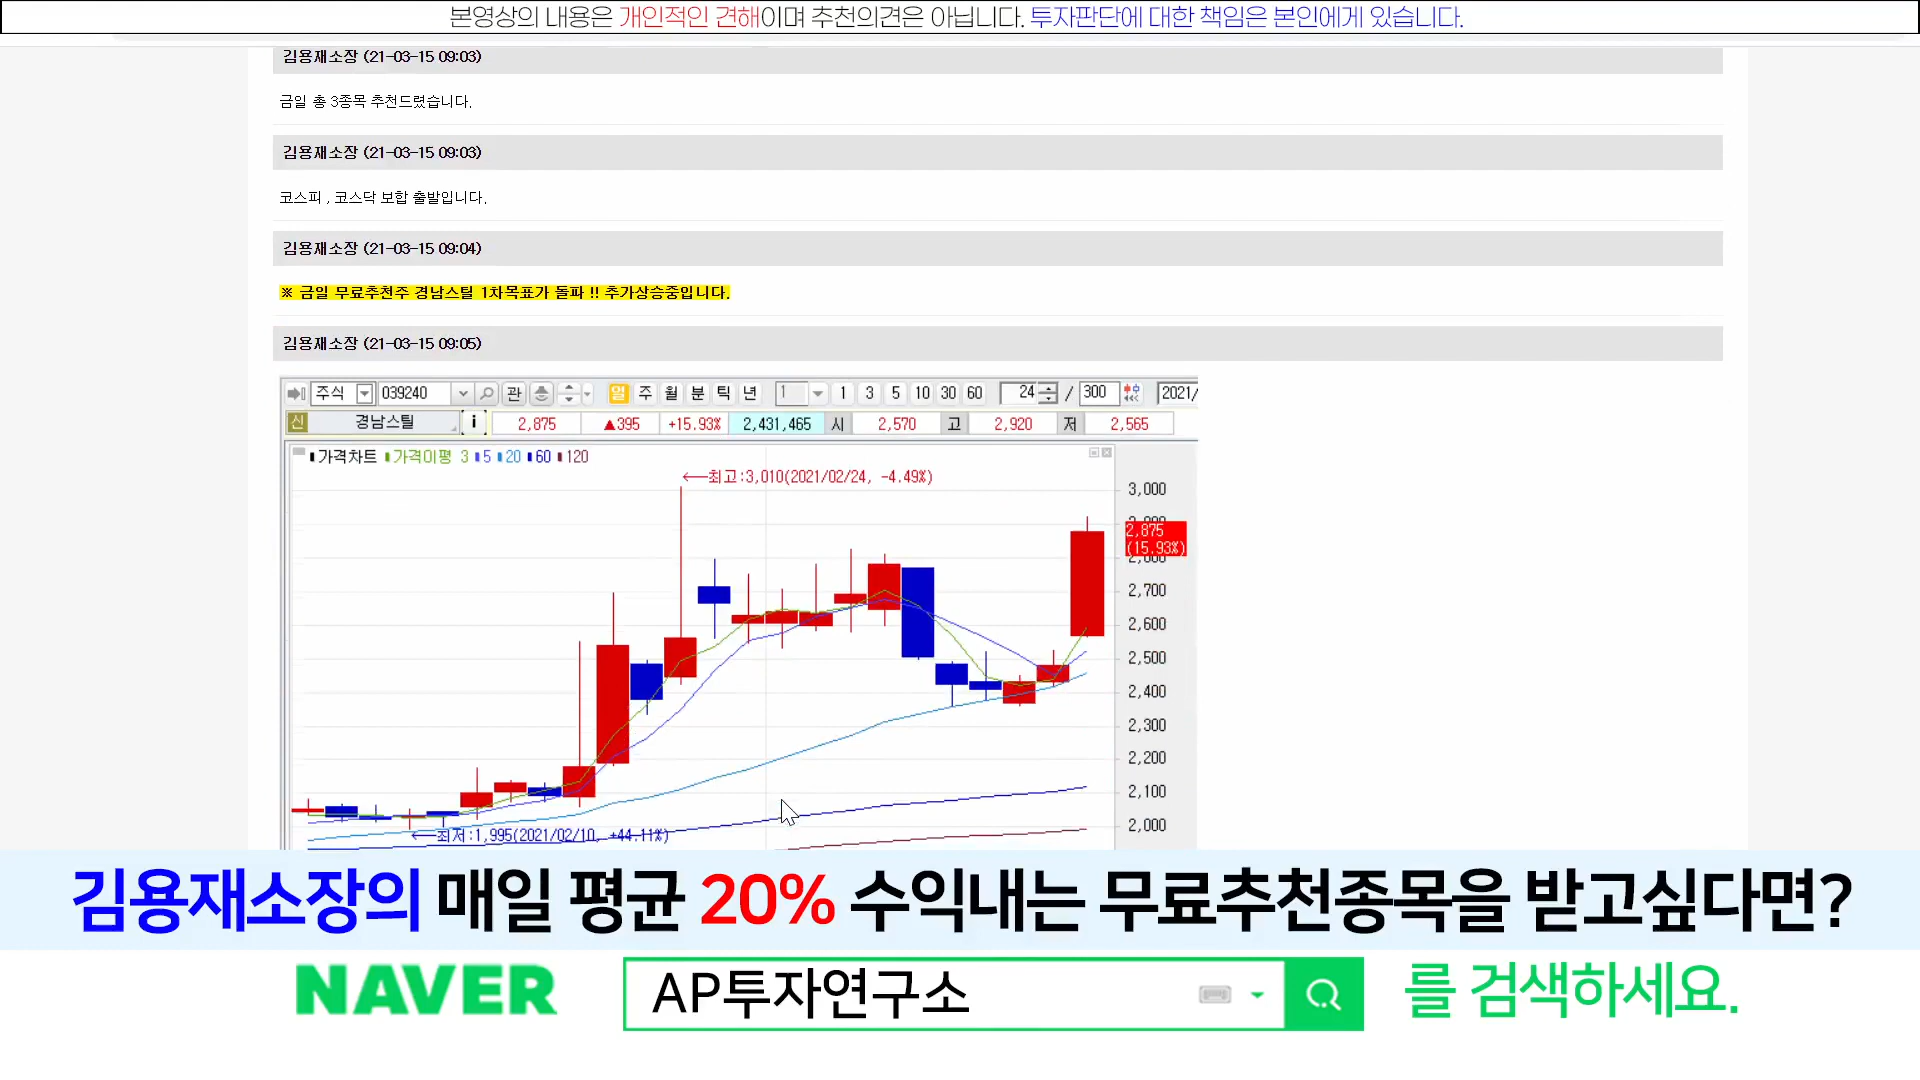 본영상의 내용은 개인적인 견해이며 추천의견은 아닙니다. 투자판단에 대한 책임은 본인에게 있습니다.
김용재소장 (21-03-15 09:03)
금일 총 3종목 추천드렸습니다.
김용재소장 (21-03-15 09:03)
코스피 , 코스닥 보합 출발입니다.
김용재소장 (21-03-15 09:04)
※ 금일 무료추천주 경남스틸 1차목표가 돌파 !! 추가상승중입니다.
김용재소장 (21-03-15 09:05)
주식 039240 관 일 주 월 분 틱 년 1 1 3 5 10 30 60 24 / 300 2021/
신 경남스틸 i 2,875 ▲395 +15.93% 2,431,465 시 2,570 고 2,920 저 2,565
가격차트 가격이평 3 5 20 60 120
←최고:3,010(2021/02/24, -4.49%)
3,000
2,875
(15.93%)
2,700
2,600
2,500
2,400
2,300
2,200
2,100
2,000
←최저:1,995(2021/02/10, +44.11%)
김용재소장의 매일 평균 20% 수익내는 무료추천종목을 받고싶다면?
NAVER AP투자연구소 를 검색하세요.